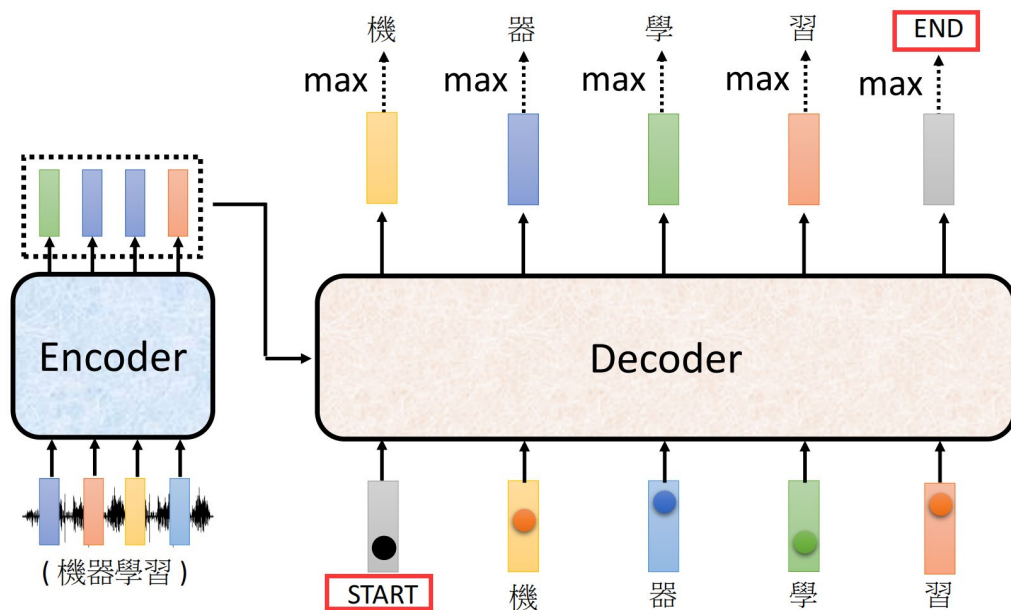 機 器 學 習 END
max max max max max
Encoder
Decoder
( 機器學習 )
START 機 器 學 習